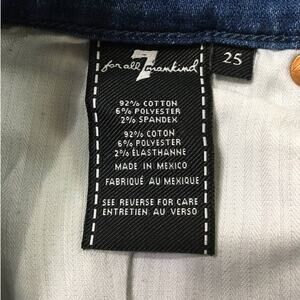 for all 7 mankind
25
92% COTTON
6% POLYESTER
2% SPANDEX
92% COTON
6% POLYESTER
2% ÉLASTHANNE
MADE IN MEXICO
FABRIQUÉ AU MEXIQUE
SEE REVERSE FOR CARE
ENTRETIEN AU VERSO